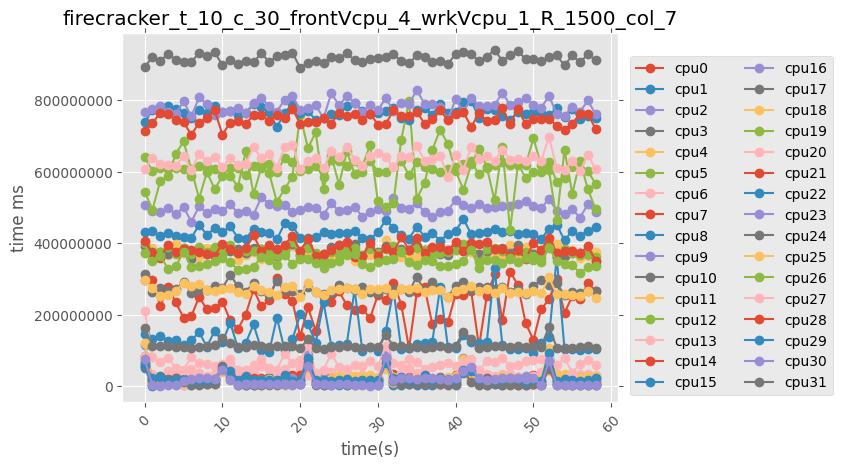 firecracker_t_10_c_30_frontVcpu_4_wrkVcpu_1_R_1500_col_7
time ms
800000000
600000000
400000000
200000000
0
0
10
20
30
40
50
60
time(s)
cpu0
cpu1
cpu2
cpu3
cpu4
cpu5
cpu6
cpu7
cpu8
cpu9
cpu10
cpu11
cpu12
cpu13
cpu14
cpu15
cpu16
cpu17
cpu18
cpu19
cpu20
cpu21
cpu22
cpu23
cpu24
cpu25
cpu26
cpu27
cpu28
cpu29
cpu30
cpu31